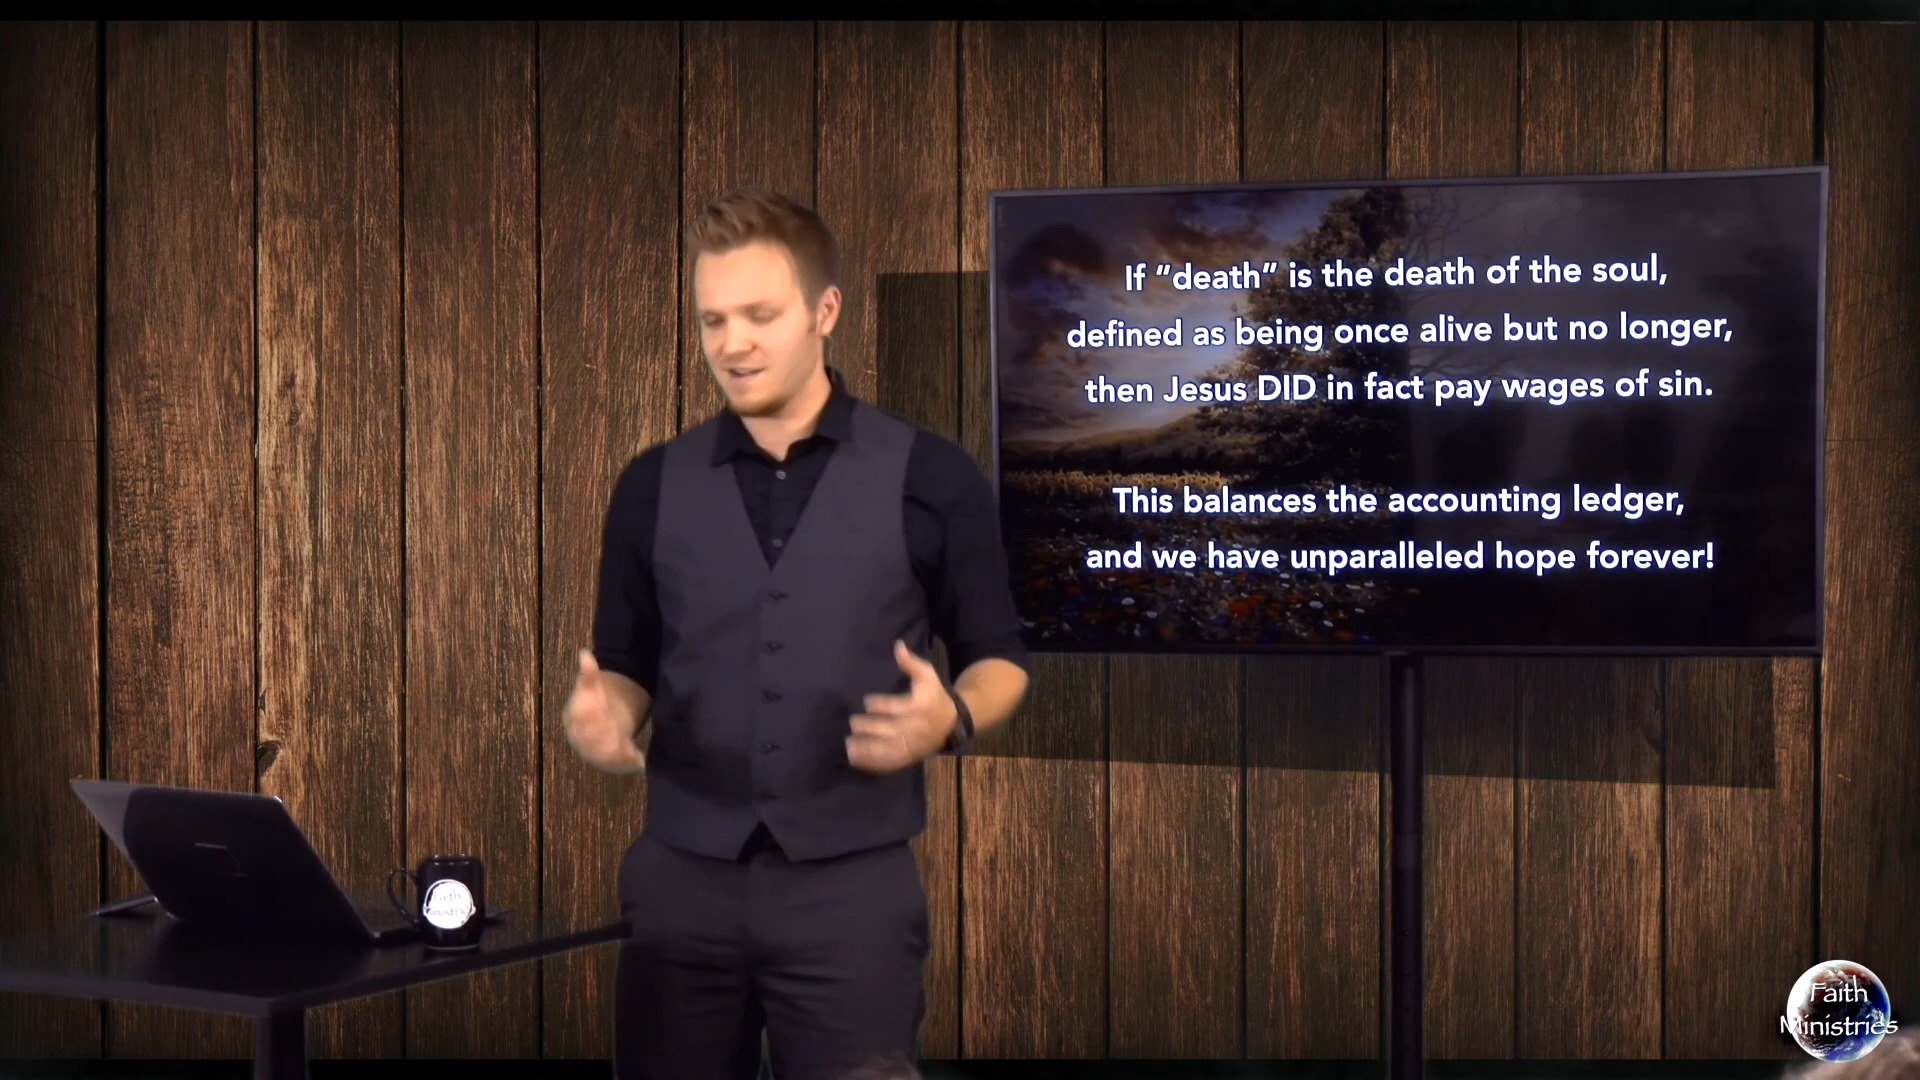 If “death” is the death of the soul,
defined as being once alive but no longer,
then Jesus DID in fact pay wages of sin.
This balances the accounting ledger,
and we have unparalleled hope forever!
Faith
Ministries
Faith
Ministries